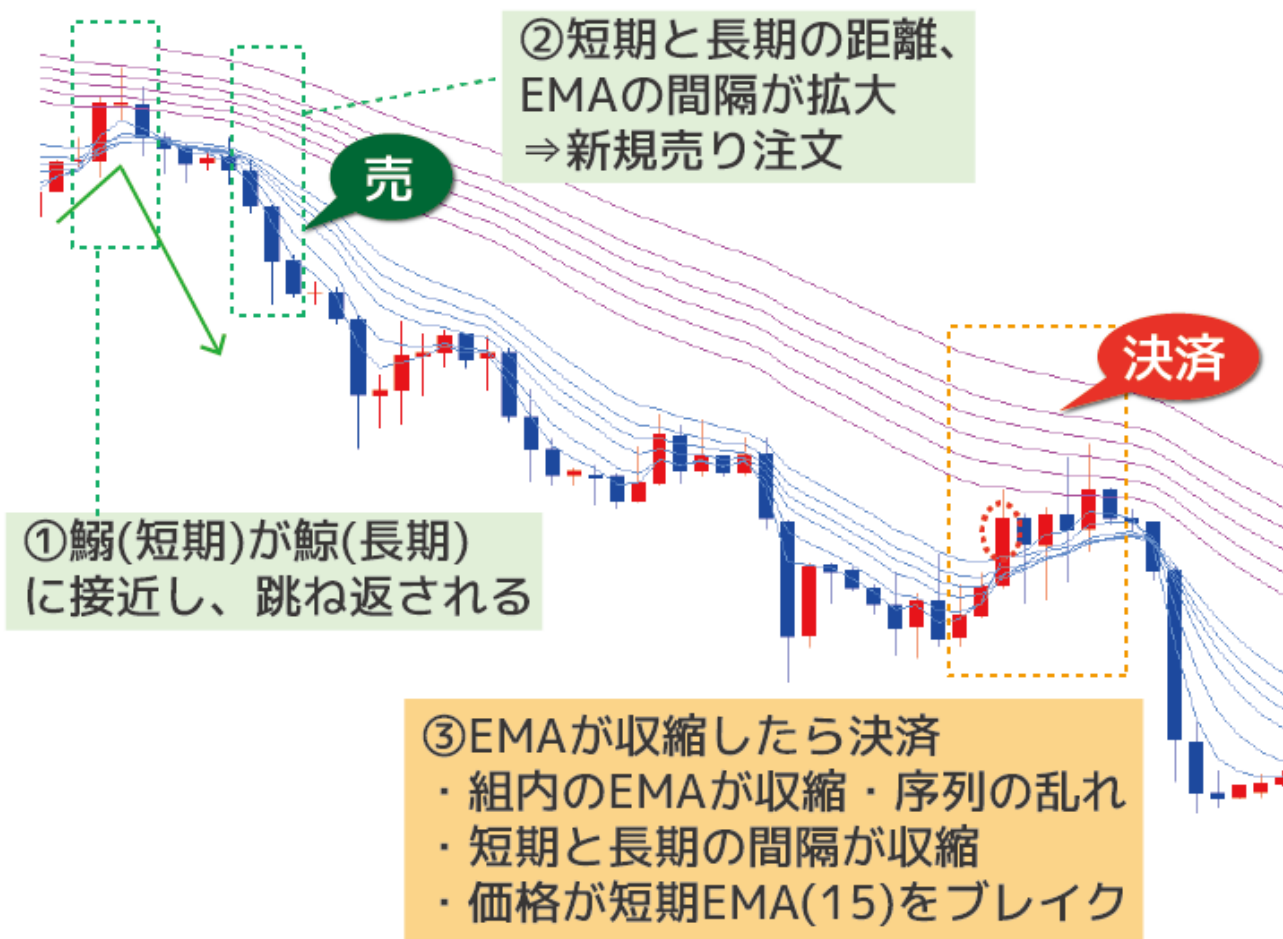 ②短期と長期の距離、
EMAの間隔が拡大
⇒新規売り注文
売
決済
①鰯(短期)が鯨(長期)
に接近し、跳ね返される
③EMAが収縮したら決済
・組内のEMAが収縮・序列の乱れ
・短期と長期の間隔が収縮
・価格が短期EMA(15)をブレイク